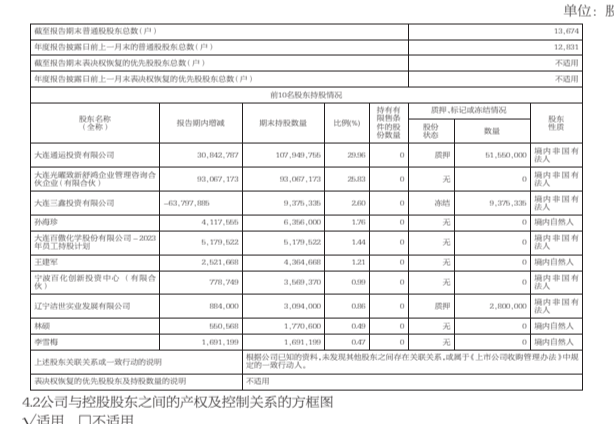 单位: 股
截至报告期末普通股股东总数(户) 13,674
年度报告披露日前上一月末的普通股股东总数(户) 12,831
截至报告期末表决权恢复的优先股股东总数(户) 不适用
年度报告披露日前上一月末表决权恢复的优先股股东总数(户) 不适用
前10名股东持股情况
股东名称(全称) 报告期内增减 期末持股数量 比例(%) 持有有限售条件的股份数量 质押、标记或冻结情况 股东性质
股份状态 数量
大连通运投资有限公司 30,842,787 107,949,755 29.96 0 质押 51,550,000 境内非国有法人
大连光曜致新舒鸿企业管理咨询合伙企业(有限合伙) 93,067,173 93,067,173 25.83 0 无 0 境内非国有法人
大连三鑫投资有限公司 -63,797,885 9,375,335 2.60 0 冻结 9,375,335 境内非国有法人
孙海珍 4,117,555 6,356,000 1.76 0 无 0 境内自然人
大连百傲化学股份有限公司-2023年员工持股计划 5,179,522 5,179,522 1.44 0 无 0 境内非国有法人
王建军 2,521,668 4,364,668 1.21 0 无 0 境内自然人
宁波百化创新投资中心(有限合伙) 778,749 3,569,370 0.99 0 无 0 境内非国有法人
辽宁洁世实业发展有限公司 884,000 3,094,000 0.86 0 质押 2,800,000 境内非国有法人
林硕 550,568 1,770,600 0.49 0 无 0 境内自然人
李雪梅 1,691,199 1,691,199 0.47 0 无 0 境内自然人
上述股东关联关系或一致行动的说明 根据公司已知的资料,未发现其他股东之间存在关联关系,或属于《上市公司收购管理办法》中规定的一致行动人。
表决权恢复的优先股股东及持股数量的说明 不适用
4.2公司与控股股东之间的产权及控制关系的方框图
√适用 □不适用